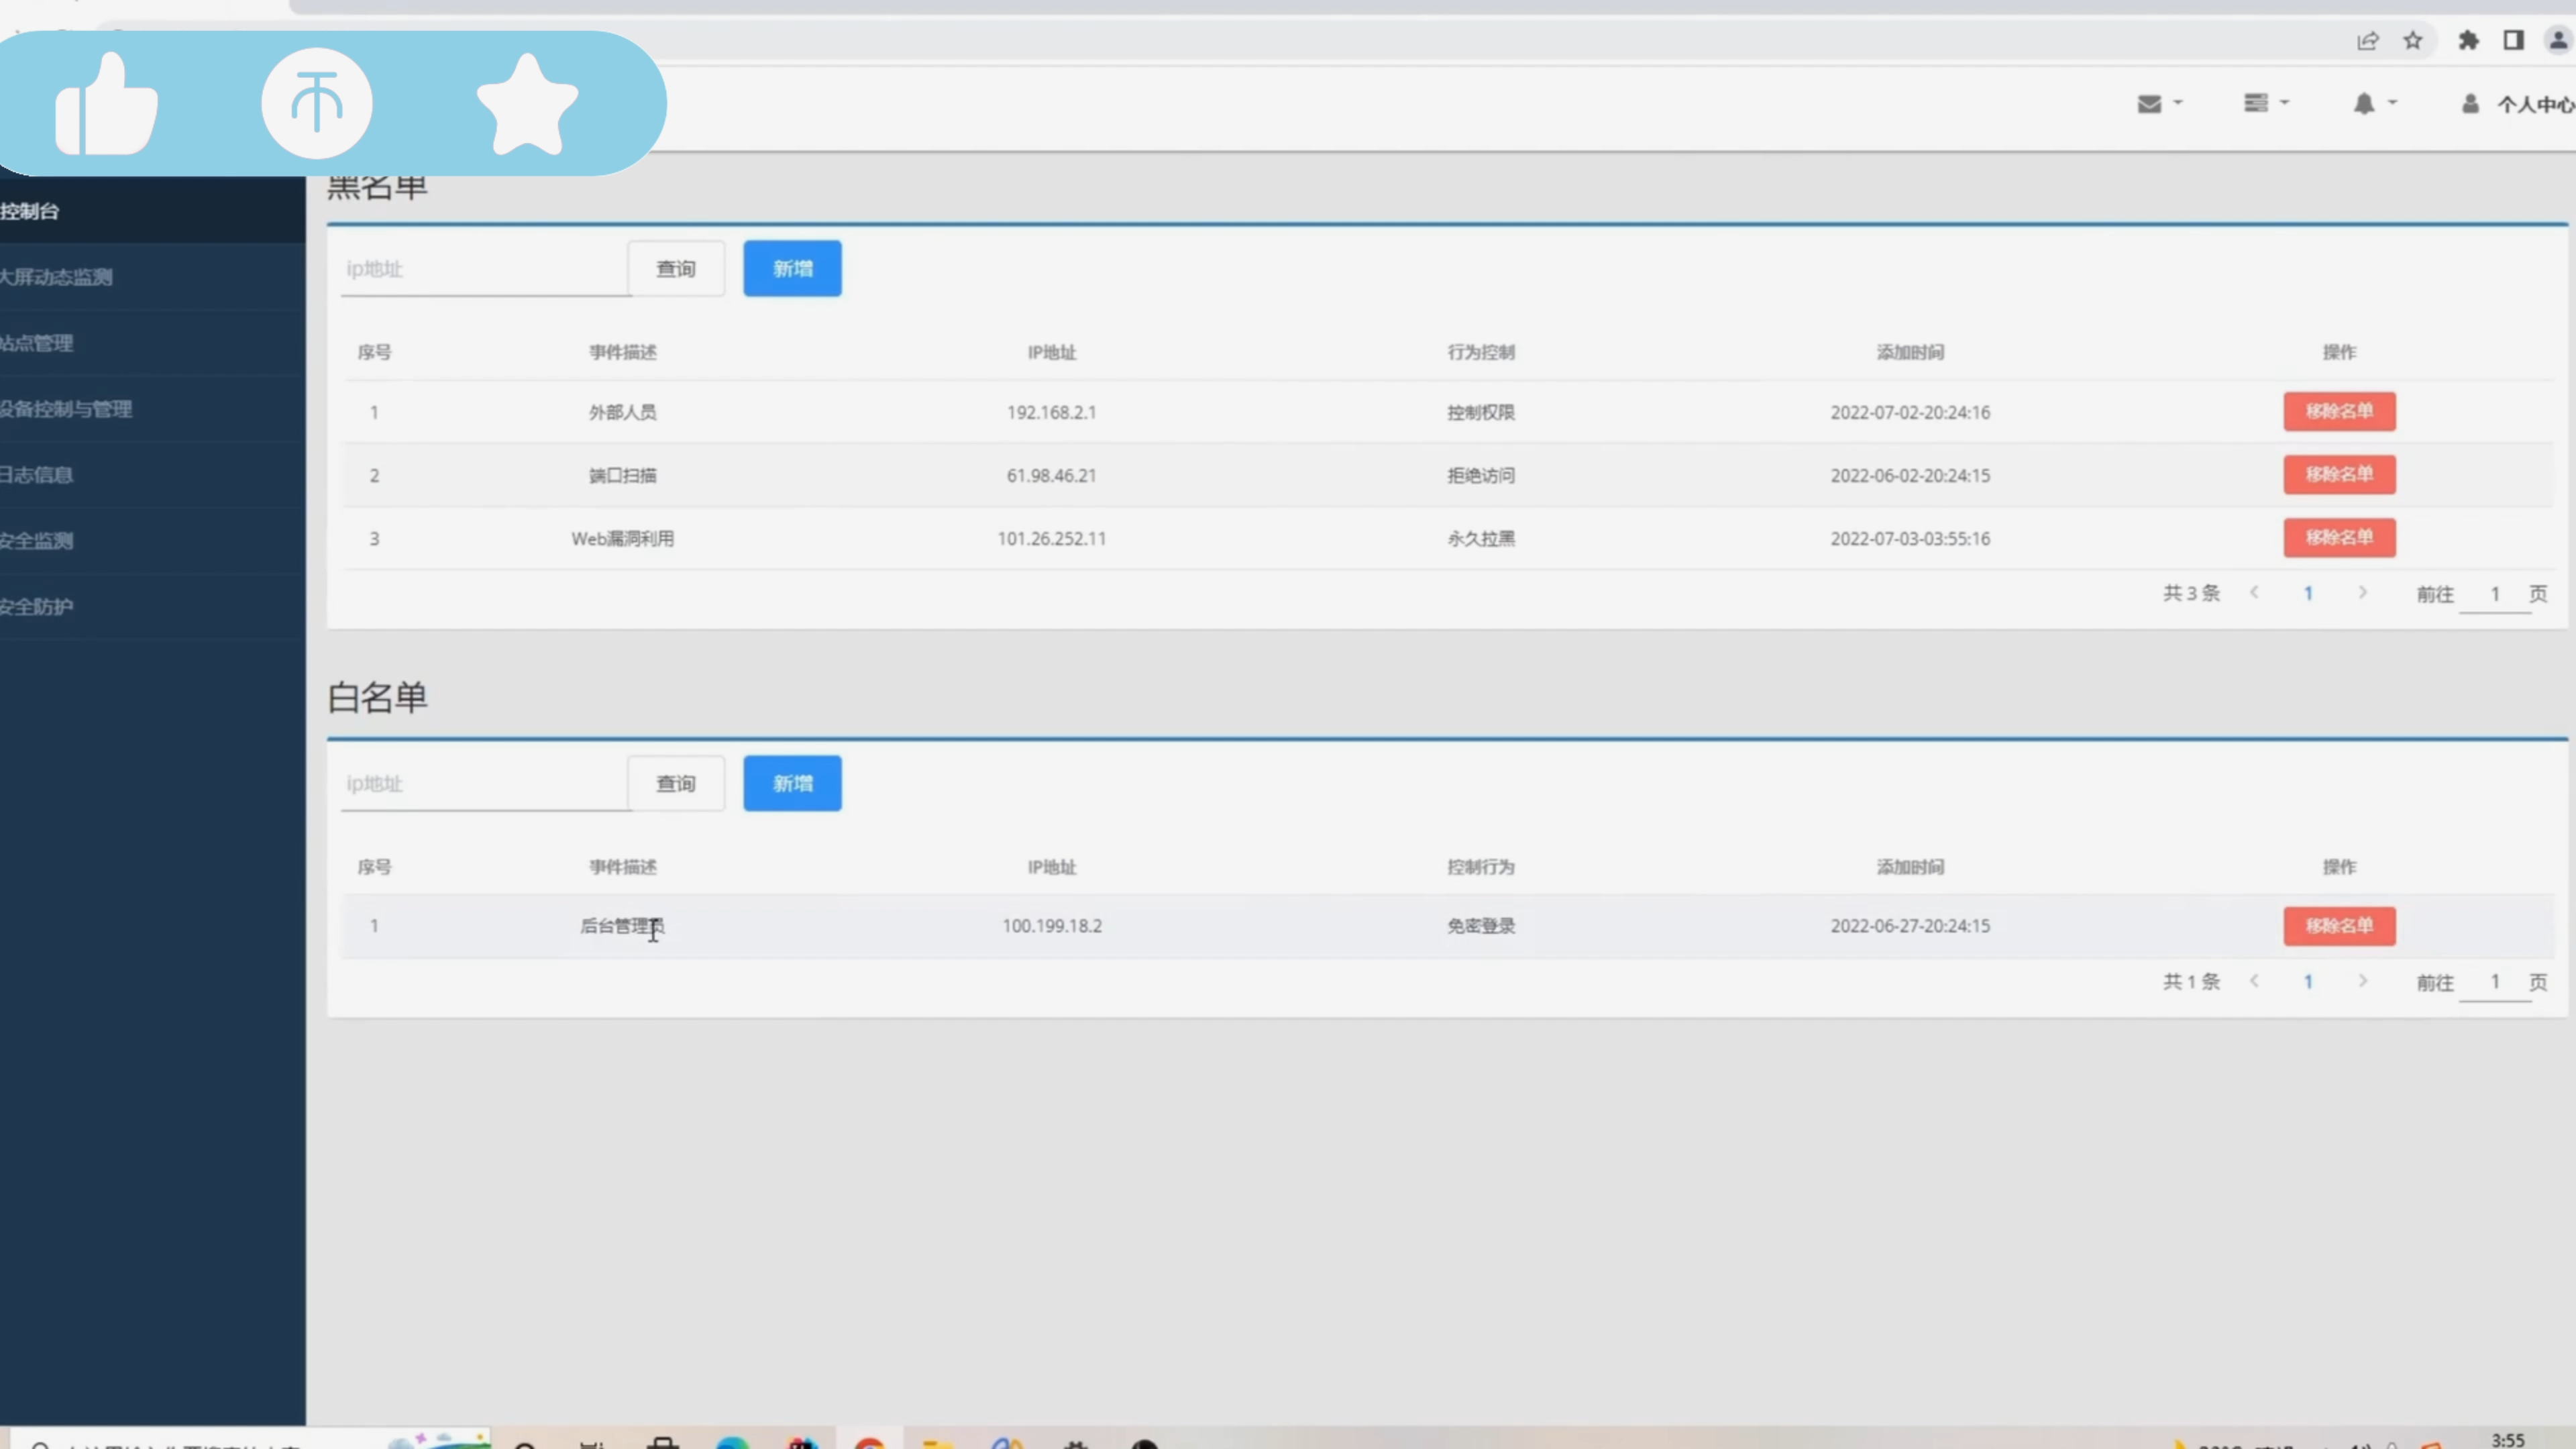 个人中心
黑名单
控制台
大屏动态监测
站点管理
设备控制与管理
日志信息
安全监测
安全防护
ip地址 查询 新增
序号 事件描述 IP地址 行为控制 添加时间 操作
1 外部人员 192.168.2.1 控制权限 2022-07-02-20:24:16 移除名单
2 端口扫描 61.98.46.21 拒绝访问 2022-06-02-20:24:15 移除名单
3 Web漏洞利用 101.26.252.11 永久拉黑 2022-07-03-03:55:16 移除名单
共 3 条 1 前往 1 页
白名单
ip地址 查询 新增
序号 事件描述 IP地址 控制行为 添加时间 操作
1 后台管理员 100.199.18.2 免密登录 2022-06-27-20:24:15 移除名单
共 1 条 1 前往 1 页
3:55